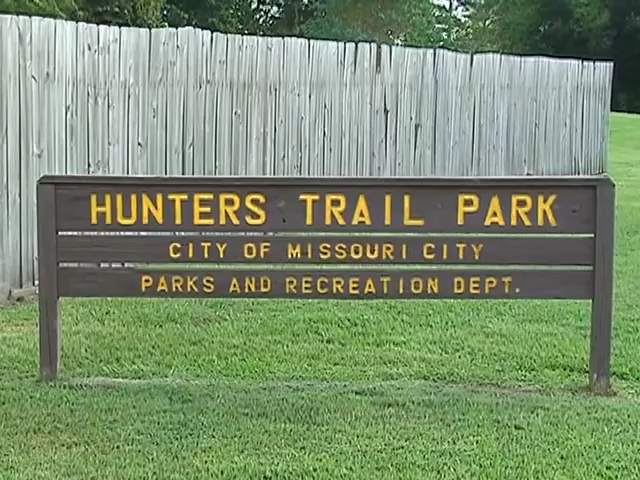 HUNTERS TRAIL PARK
CITY OF MISSOURI CITY
PARKS AND RECREATION DEPT.